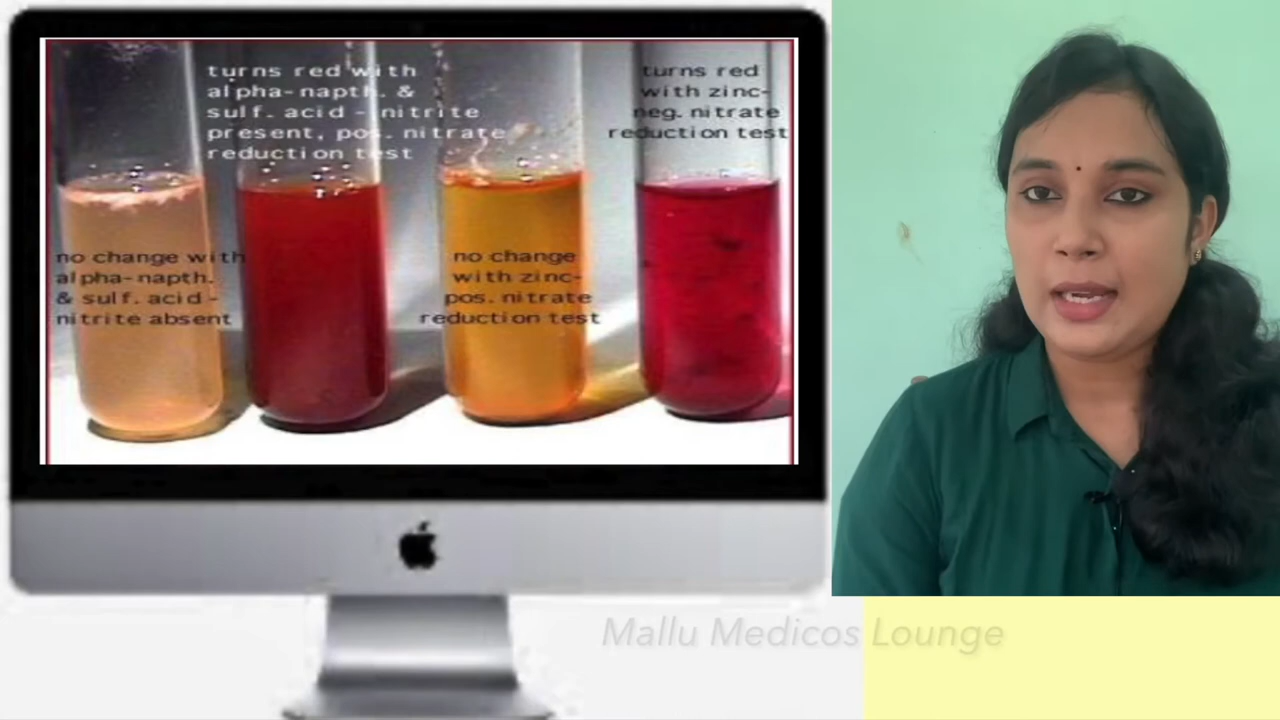 turns red with
alpha-napth. &
sulf. acid - nitrite
present, pos. nitrate
reduction test
turns red
with zinc-
neg. nitrate
reduction test
no change with
alpha-napth.
& sulf. acid -
nitrite absent
no change
with zinc-
pos. nitrate
reduction test
Mallu Medicos Lounge